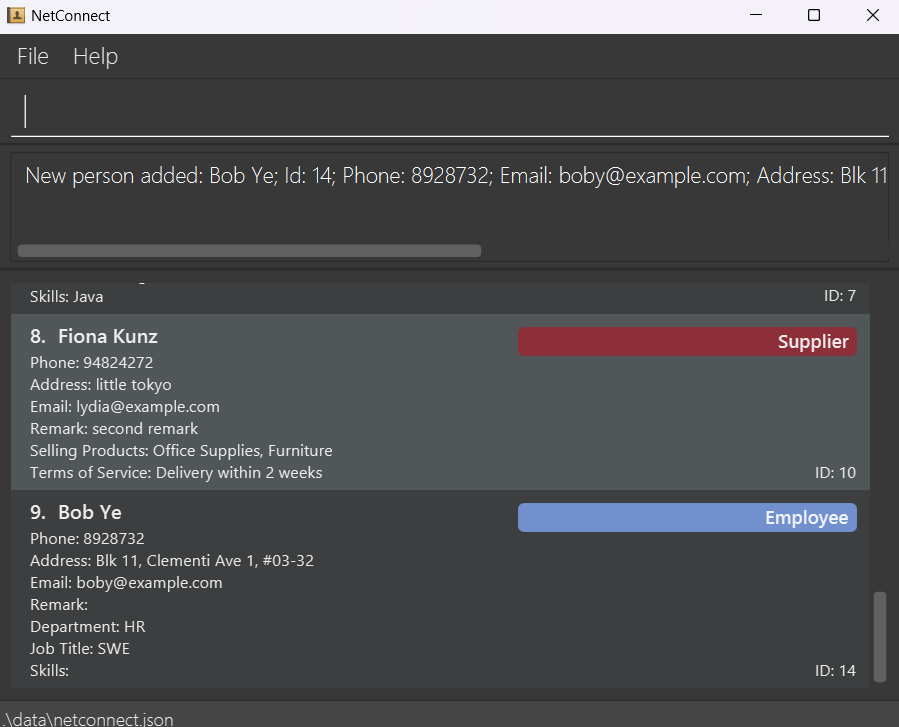 NetConnect
File Help
New person added: Bob Ye; Id: 14; Phone: 8928732; Email: boby@example.com; Address: Blk 11
Skills: Java ID: 7
8. Fiona Kunz Supplier
Phone: 94824272
Address: little tokyo
Email: lydia@example.com
Remark: second remark
Selling Products: Office Supplies, Furniture
Terms of Service: Delivery within 2 weeks ID: 10
9. Bob Ye Employee
Phone: 8928732
Address: Blk 11, Clementi Ave 1, #03-32
Email: boby@example.com
Remark:
Department: HR
Job Title: SWE
Skills: ID: 14
.\data\netconnect.json